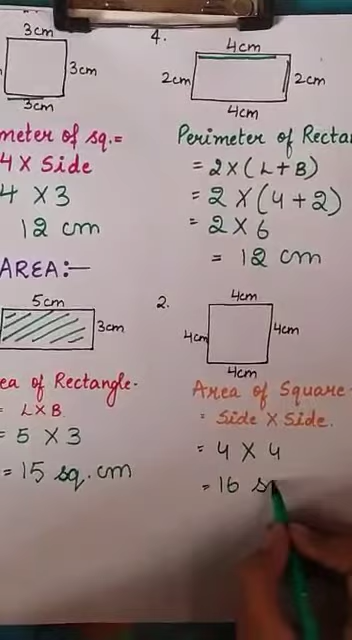 3cm
3cm
3cm
meter of sq.=
4 X Side
4 X 3
12 cm
4.
4cm
2cm
2cm
4cm
Perimeter of Rectan
= 2 X (L+B)
= 2 X (4+2)
= 2 X 6
= 12 cm
AREA:-
5cm
3cm
ea of Rectangle.
= L X B
= 5 X 3
= 15 sq. cm
2.
4cm
4cm
4cm
4cm
Area of Square
= Side X Side.
= 4 X 4
= 16 s